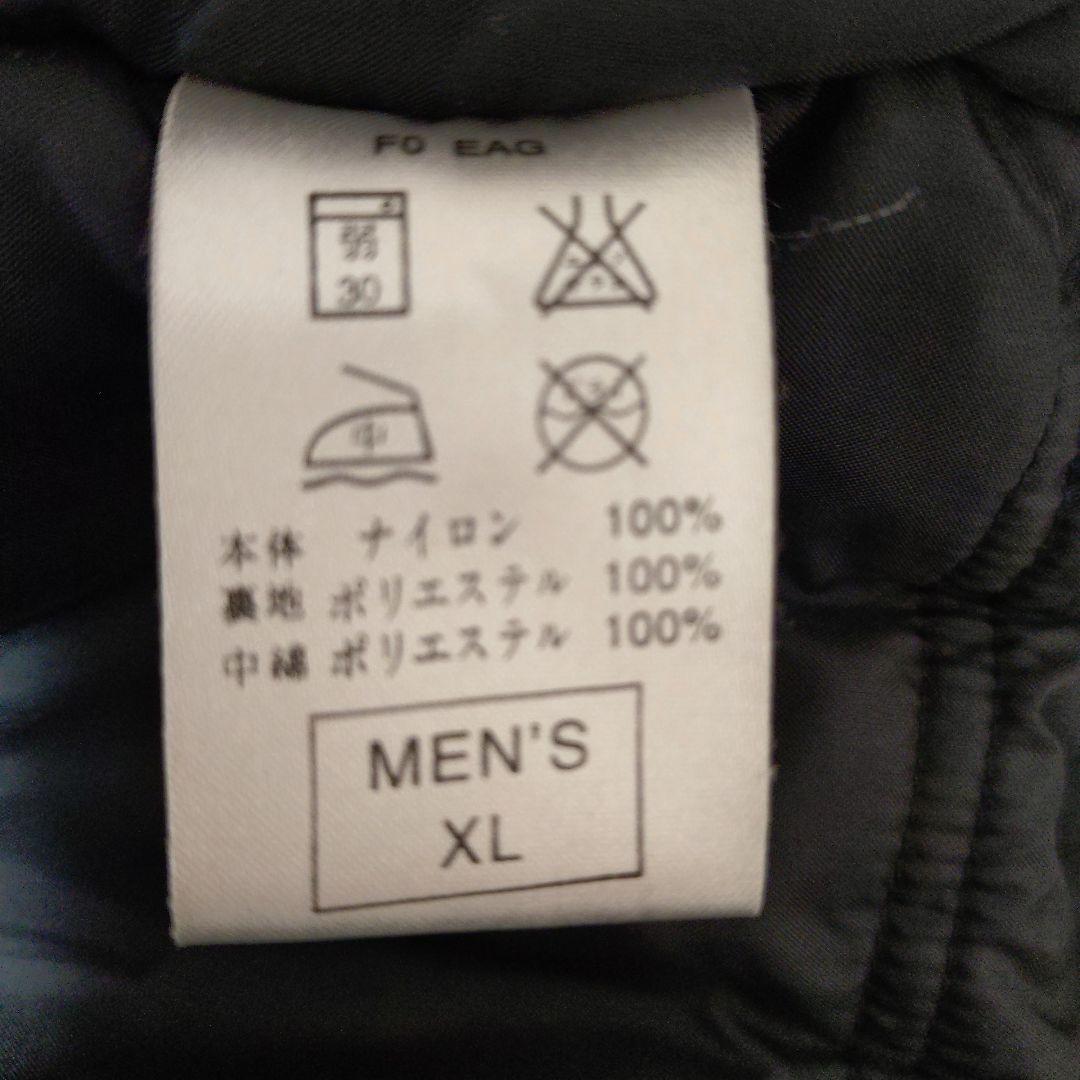 F0 EAG
30
中
本体 ナイロン 100%
裏地 ポリエステル 100%
中綿 ポリエステル 100%
MEN'S
XL